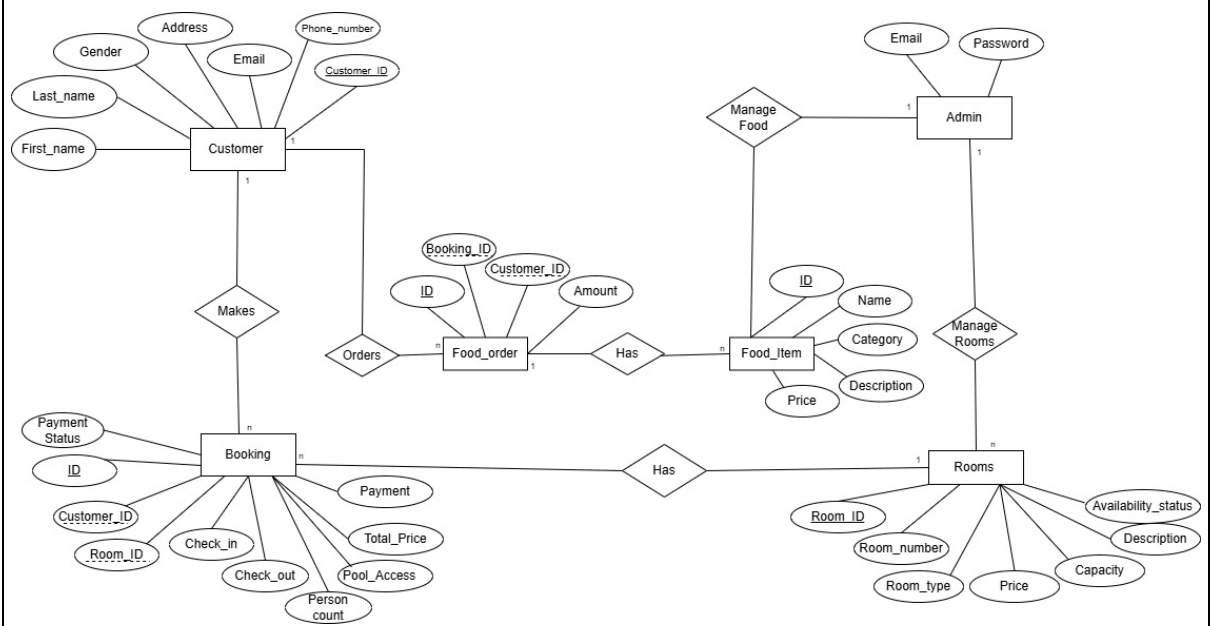 Address
Phone_number
Gender
Email
Customer_ID
Last_name
First_name
Customer
1
1
Email
Password
Manage
Food
1
Admin
1
Makes
n
Booking_ID
Customer_ID
ID
Amount
Orders
n
Food_order
1
Has
n
Food_Item
ID
Name
Category
Description
Price
Manage
Rooms
n
Payment
Status
ID
Booking
n
Has
1
Rooms
Customer_ID
Room_ID
Check_in
Check_out
Person
count
Pool_Access
Total_Price
Payment
Room_ID
Room_number
Room_type
Price
Capacity
Description
Availability_status